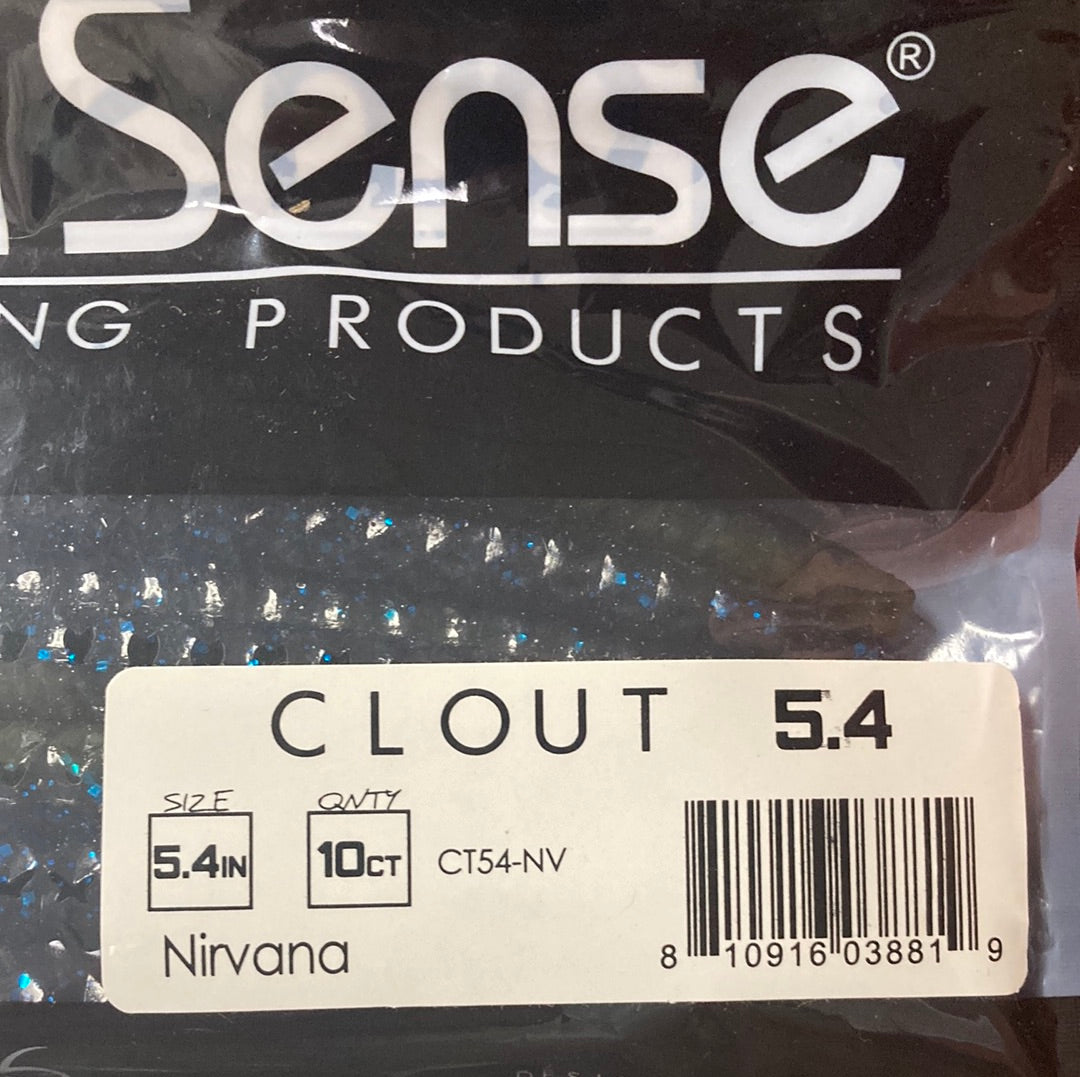 Sense®
NG PRODUCTS
CLOUT 5.4
SIZE QNTY
5.4IN 10CT CT54-NV
Nirvana
8 10916 03881 9